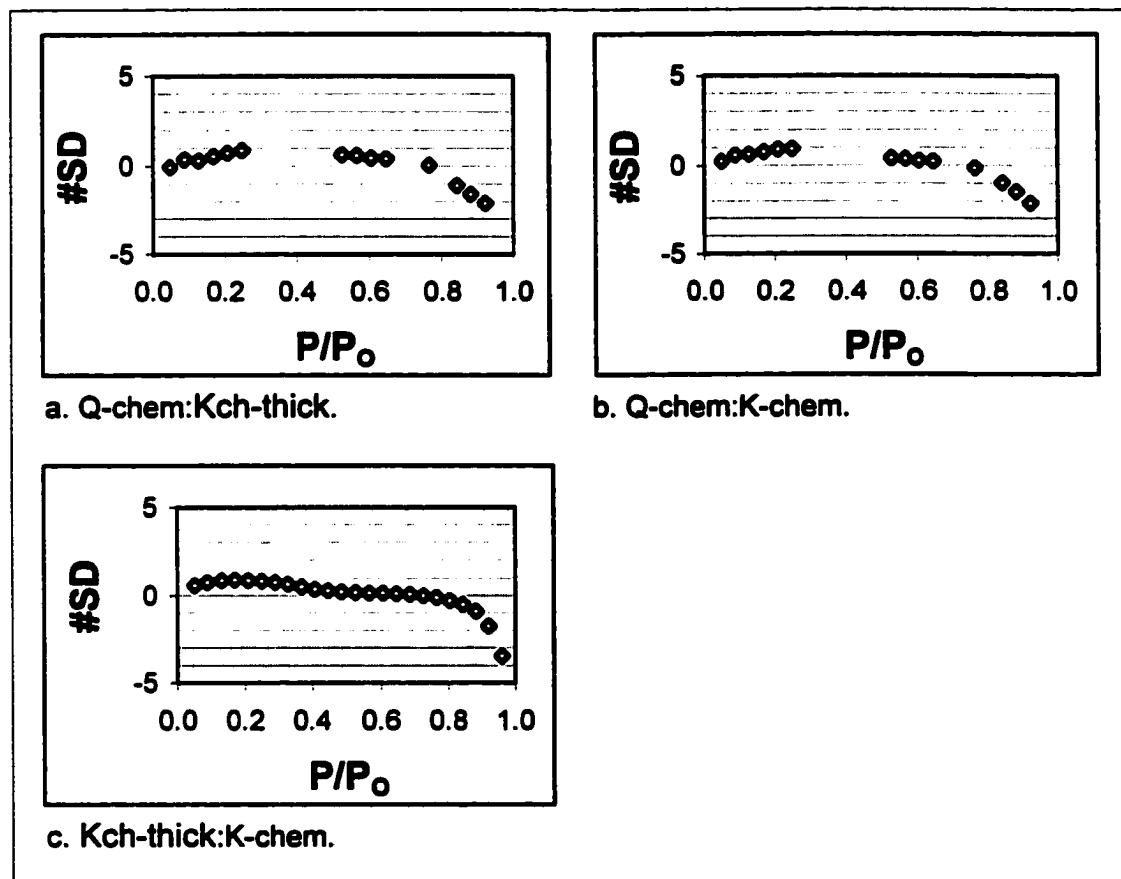 5
0
-5
#SD
0.0 0.2 0.4 0.6 0.8 1.0
P/Po
a. Q-chem:Kch-thick.
5
0
-5
#SD
0.0 0.2 0.4 0.6 0.8 1.0
P/Po
b. Q-chem:K-chem.
5
0
-5
#SD
0.0 0.2 0.4 0.6 0.8 1.0
P/Po
c. Kch-thick:K-chem.